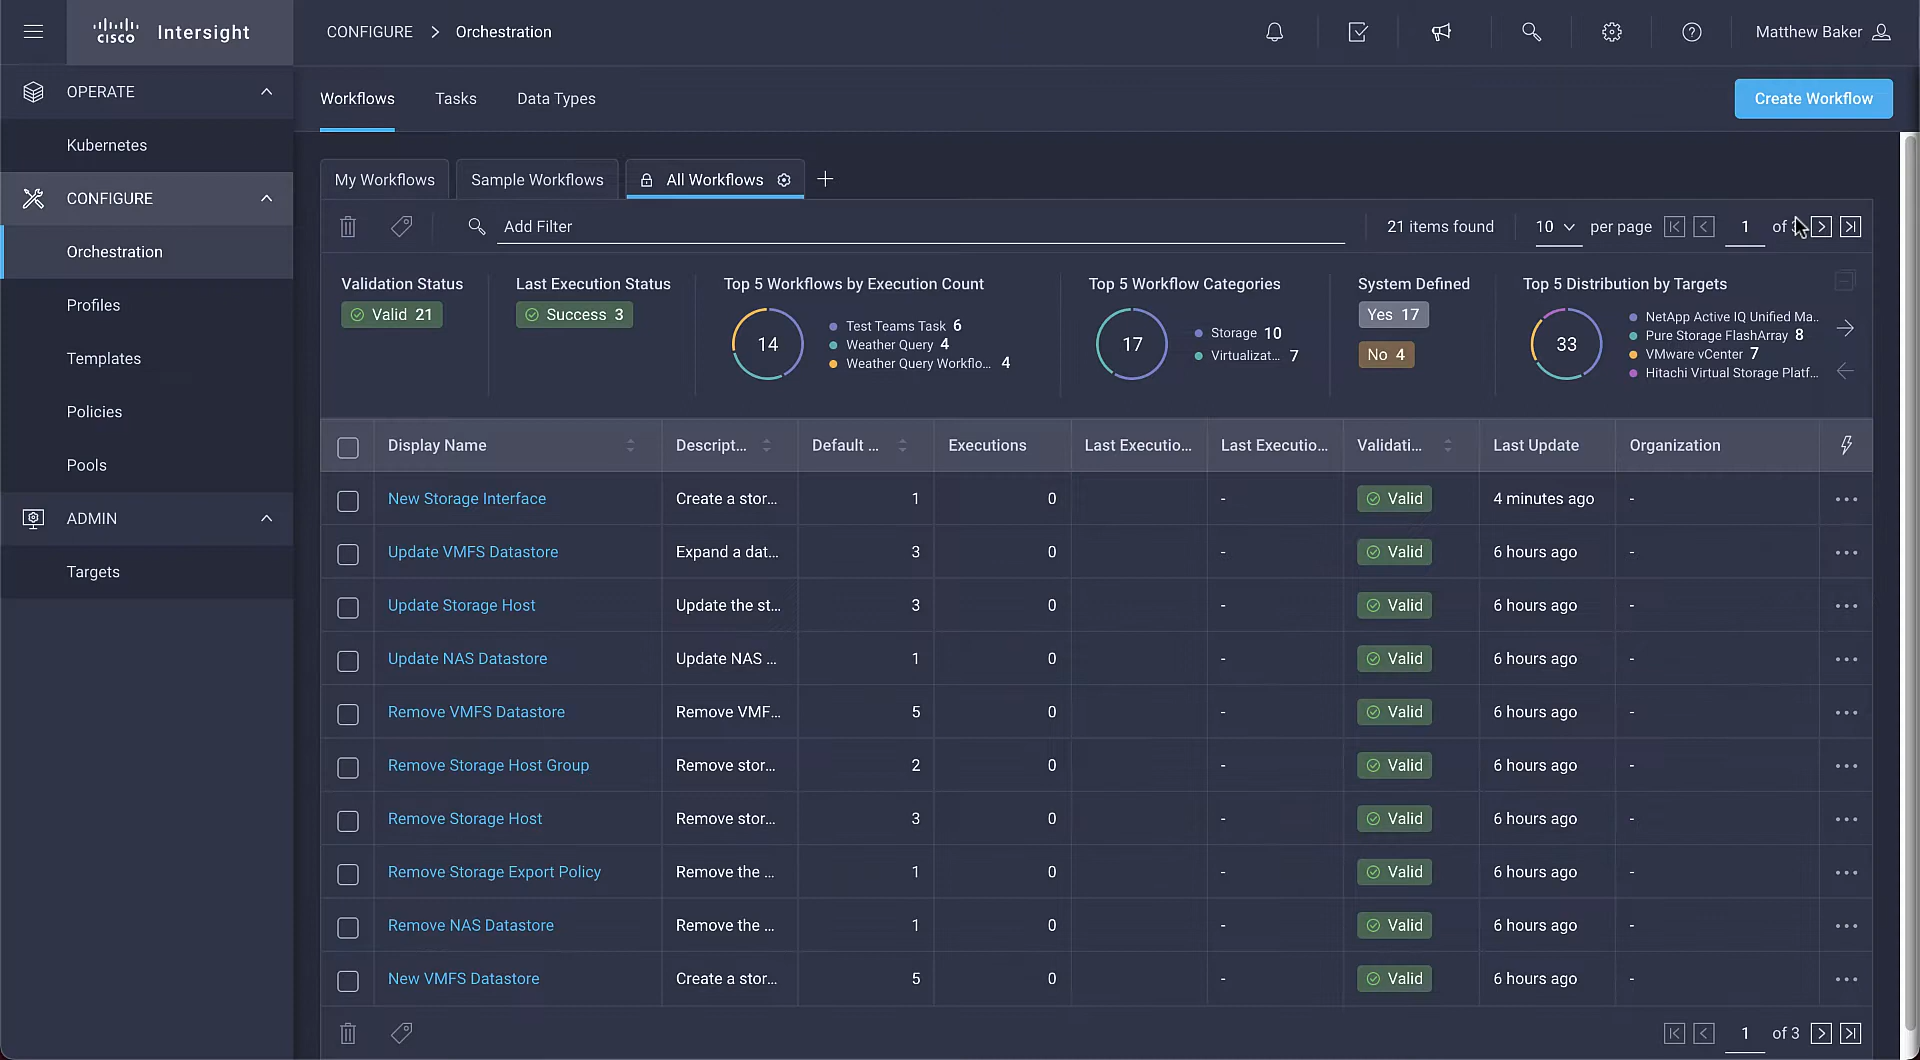 CISCO Intersight
CONFIGURE > Orchestration
Matthew Baker
OPERATE
Kubernetes
CONFIGURE
Orchestration
Profiles
Templates
Policies
Pools
ADMIN
Targets
Workflows Tasks Data Types
Create Workflow
My Workflows Sample Workflows All Workflows
Add Filter
21 items found 10 per page 1 of
Validation Status
Valid 21
Last Execution Status
Success 3
Top 5 Workflows by Execution Count
14
Test Teams Task 6
Weather Query 4
Weather Query Workflo... 4
Top 5 Workflow Categories
17
Storage 10
Virtualizat... 7
System Defined
Yes 17
No 4
Top 5 Distribution by Targets
33
NetApp Active IQ Unified Ma..
Pure Storage FlashArray 8
VMware vCenter 7
Hitachi Virtual Storage Platf...
Display Name Descript... Default ... Executions Last Executio... Last Executio... Validati... Last Update Organization
New Storage Interface Create a stor... 1 0 - Valid 4 minutes ago -
Update VMFS Datastore Expand a dat... 3 0 - Valid 6 hours ago -
Update Storage Host Update the st... 3 0 - Valid 6 hours ago -
Update NAS Datastore Update NAS ... 1 0 - Valid 6 hours ago -
Remove VMFS Datastore Remove VMF... 5 0 - Valid 6 hours ago -
Remove Storage Host Group Remove stor... 2 0 - Valid 6 hours ago -
Remove Storage Host Remove stor... 3 0 - Valid 6 hours ago -
Remove Storage Export Policy Remove the ... 1 0 - Valid 6 hours ago -
Remove NAS Datastore Remove the ... 1 0 - Valid 6 hours ago -
New VMFS Datastore Create a stor... 5 0 - Valid 6 hours ago -
1 of 3